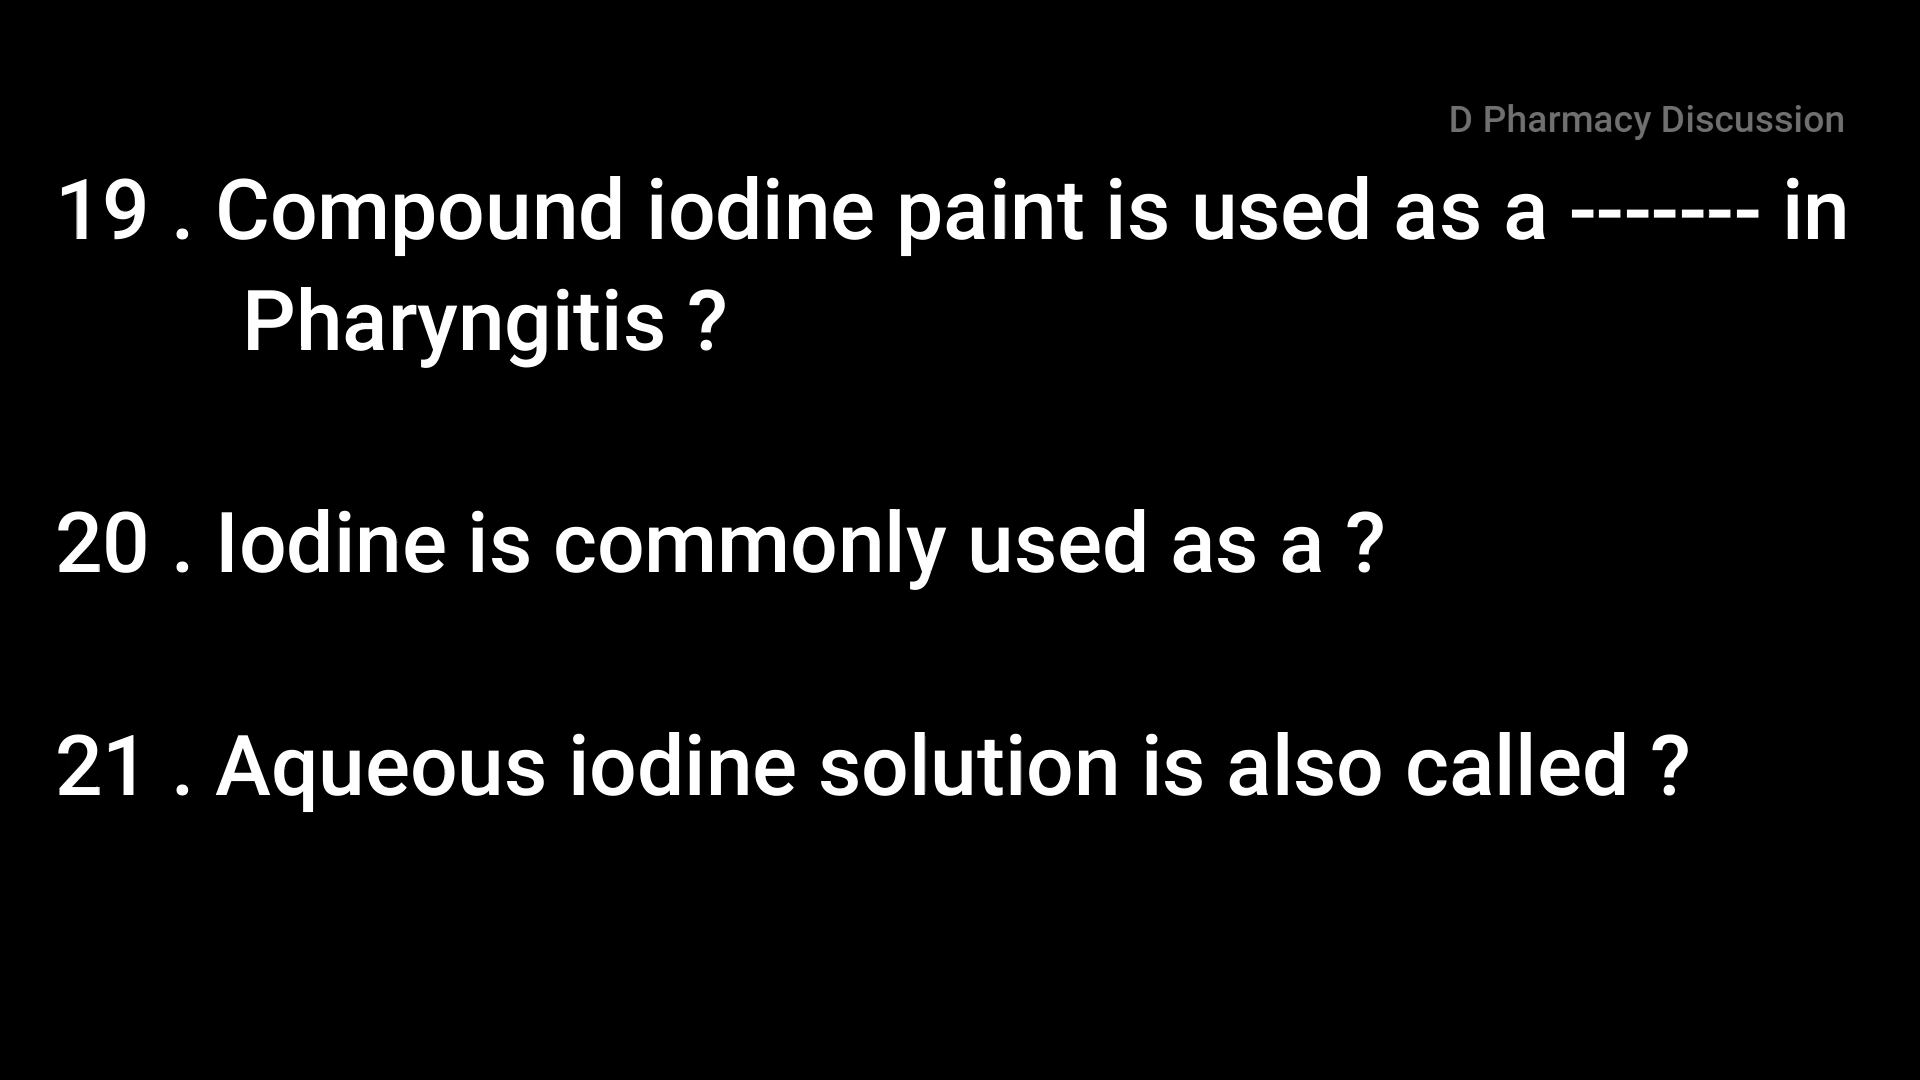 D Pharmacy Discussion
19 . Compound iodine paint is used as a ------- in
Pharyngitis ?
20 . Iodine is commonly used as a ?
21 . Aqueous iodine solution is also called ?